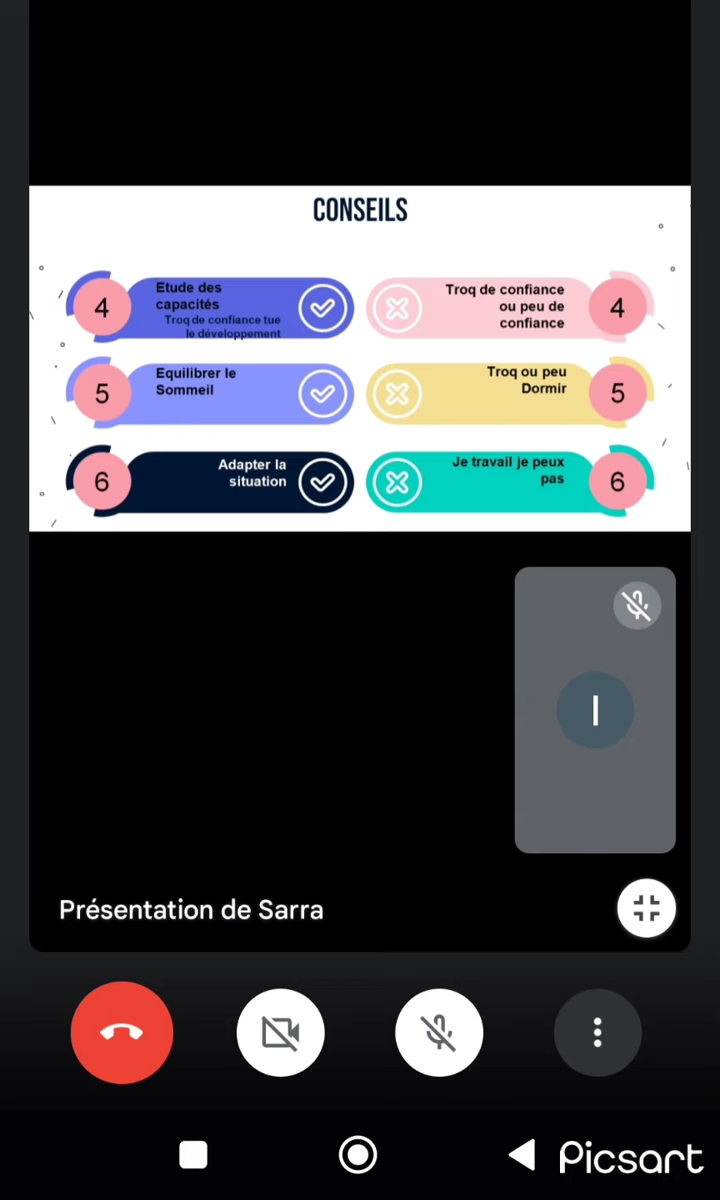 CONSEILS
4
Etude des
capacités
Troq de confiance tue
le développement
Troq de confiance
ou peu de
confiance
4
5
Equilibrer le
Sommeil
Troq ou peu
Dormir
5
6
Adapter la
situation
Je travail je peux
pas
6
I
Présentation de Sarra
Picsart